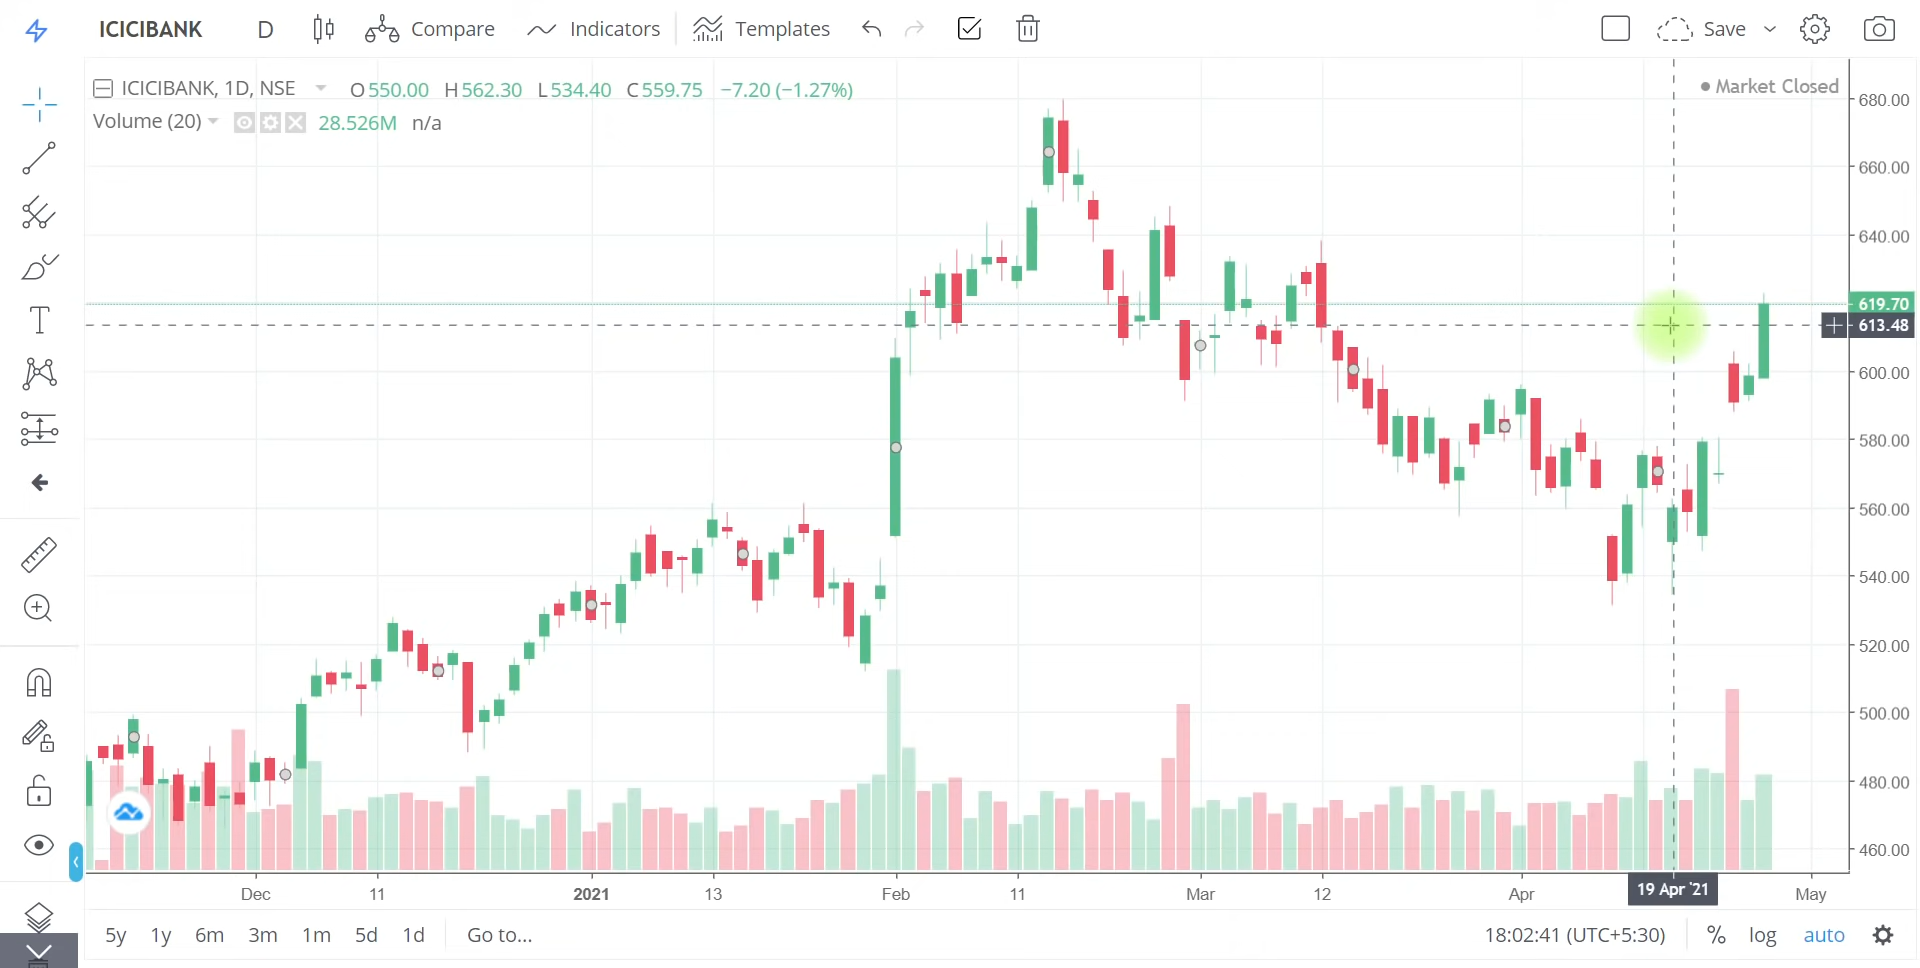 ICICIBANK D Compare Indicators Templates Save
ICICIBANK, 1D, NSE O 550.00 H 562.30 L 534.40 C 559.75 −7.20 (−1.27%) Market Closed
Volume (20) 28.526M n/a
680.00
660.00
640.00
619.70
613.48
600.00
580.00
560.00
540.00
520.00
500.00
480.00
460.00
Dec 11 2021 13 Feb 11 Mar 12 Apr 19 Apr '21 May
5y 1y 6m 3m 1m 5d 1d Go to... 18:02:41 (UTC+5:30) % log auto